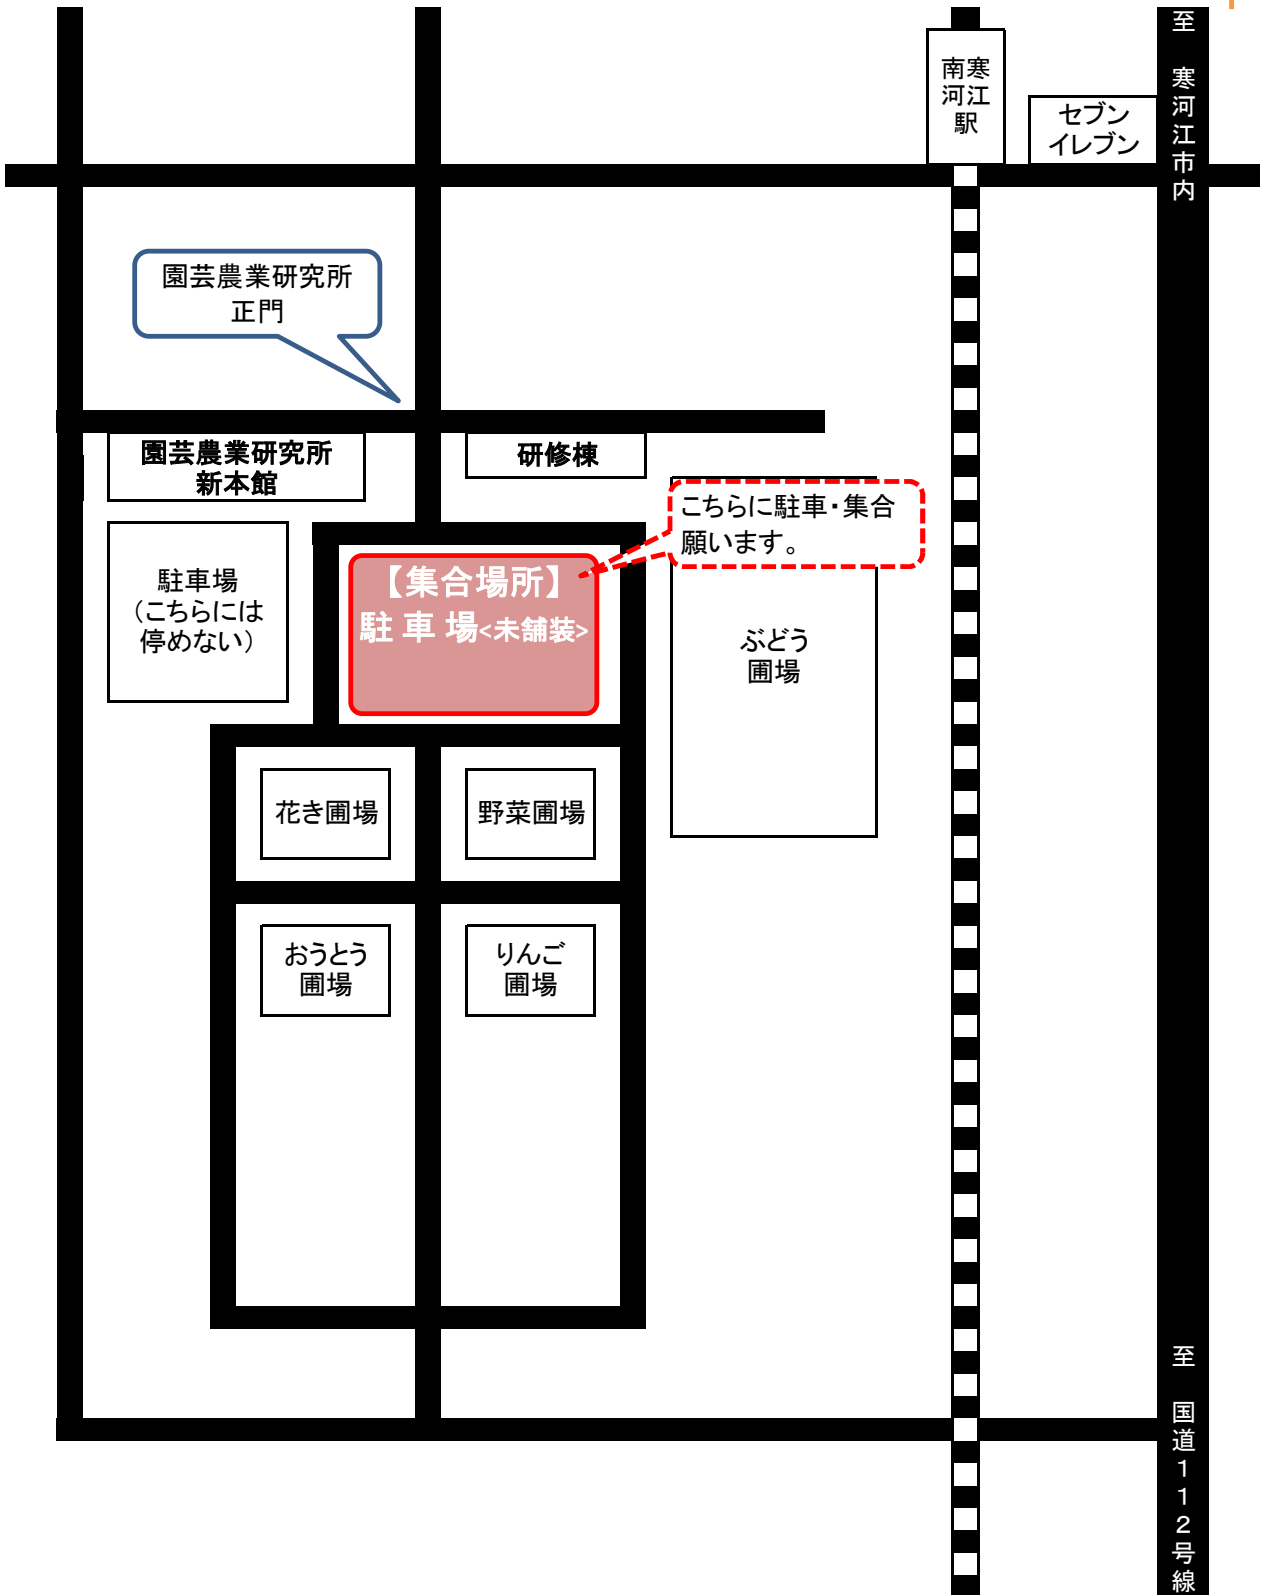 至 寒河江市内
南寒
河江
駅
セブン
イレブン
園芸農業研究所
正門
園芸農業研究所
新本館
研修棟
こちらに駐車・集合
願います。
駐車場
（こちらには
停めない）
【集合場所】
駐 車 場<未舗装>
ぶどう
圃場
花き圃場
野菜圃場
おうとう
圃場
りんご
圃場
至 国道１１２号線